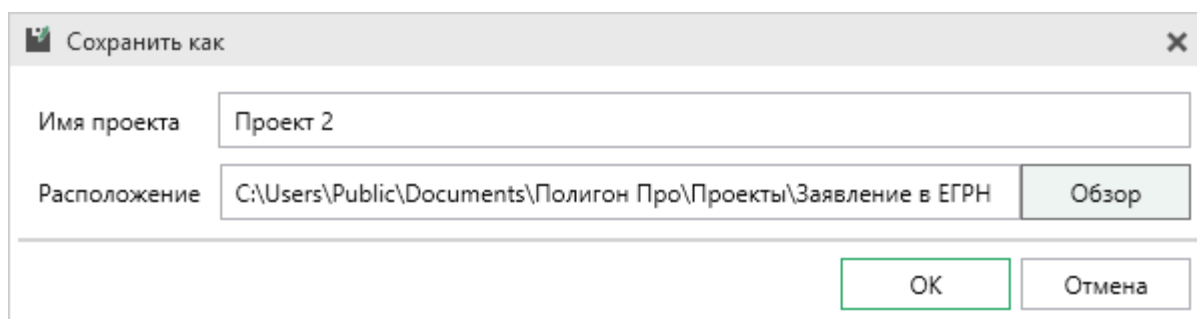 Сохранить как
Имя проекта Проект 2
Расположение C:\Users\Public\Documents\Полигон Про\Проекты\Заявление в ЕГРН Обзор
ОК Отмена